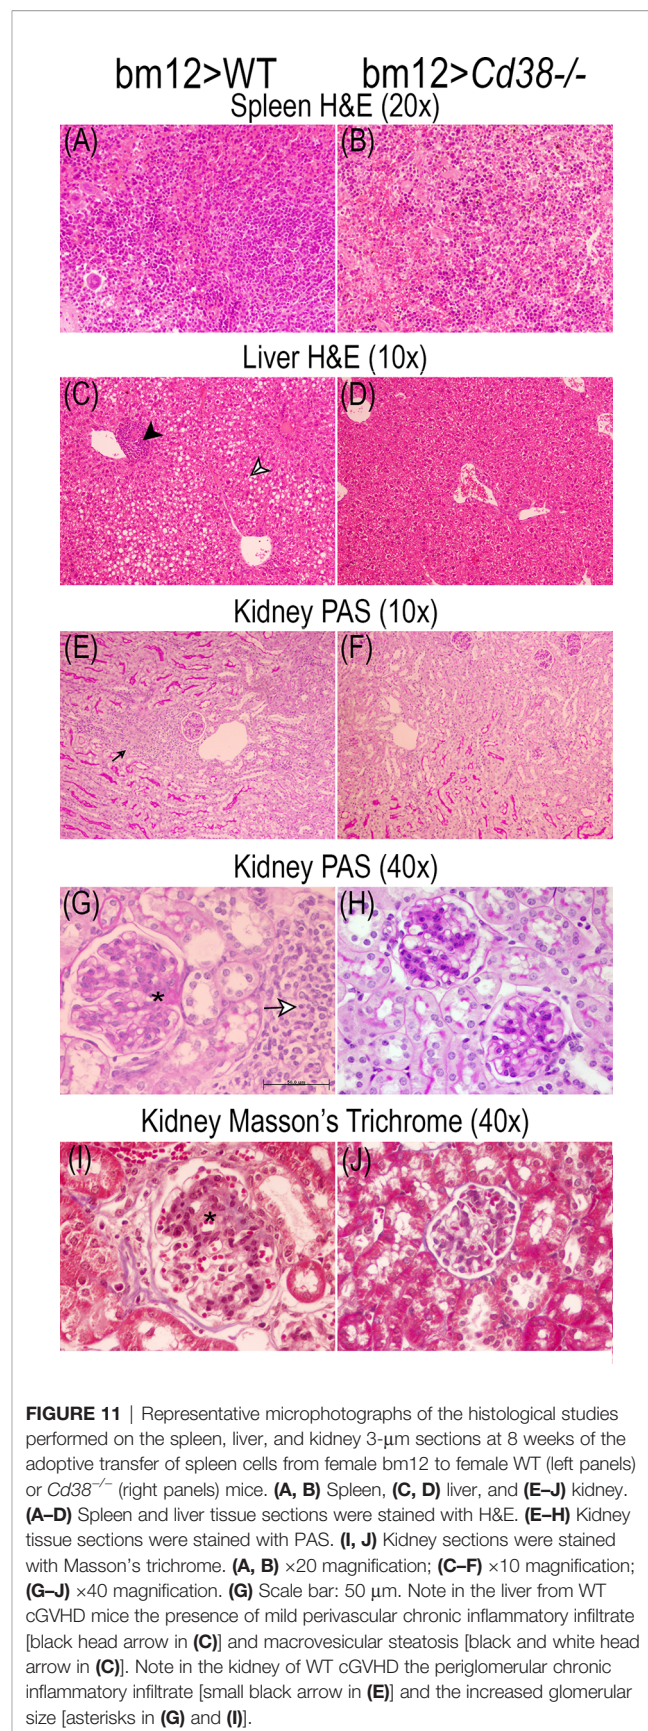 bm12>WT bm12>Cd38-/-
Spleen H&E (20x)
(A) (B)
Liver H&E (10x)
(C) (D)
Kidney PAS (10x)
(E) (F)
Kidney PAS (40x)
(G) (H)
*
50.0 µm
Kidney Masson's Trichrome (40x)
(I) (J)
*
FIGURE 11 | Representative microphotographs of the histological studies
performed on the spleen, liver, and kidney 3-µm sections at 8 weeks of the
adoptive transfer of spleen cells from female bm12 to female WT (left panels)
or Cd38−/− (right panels) mice. (A, B) Spleen, (C, D) liver, and (E–J) kidney.
(A–D) Spleen and liver tissue sections were stained with H&E. (E–H) Kidney
tissue sections were stained with PAS. (I, J) Kidney sections were stained
with Masson's trichrome. (A, B) ×20 magnification; (C–F) ×10 magnification;
(G–J) ×40 magnification. (G) Scale bar: 50 µm. Note in the liver from WT
cGVHD mice the presence of mild perivascular chronic inflammatory infiltrate
[black head arrow in (C)] and macrovesicular steatosis [black and white head
arrow in (C)]. Note in the kidney of WT cGVHD the periglomerular chronic
inflammatory infiltrate [small black arrow in (E)] and the increased glomerular
size [asterisks in (G) and (I)].